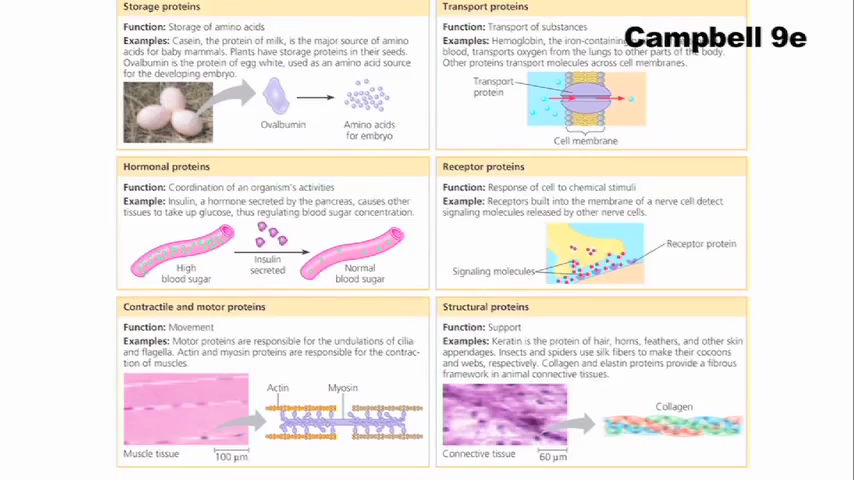 Campbell 9e
Storage proteins
Function: Storage of amino acids
Examples: Casein, the protein of milk, is the major source of amino
acids for baby mammals. Plants have storage proteins in their seeds.
Ovalbumin is the protein of egg white, used as an amino acid source
for the developing embryo.
Ovalbumin
Amino acids
for embryo
Transport proteins
Function: Transport of substances
Examples: Hemoglobin, the iron-containing
blood, transports oxygen from the lungs to other parts of the body.
Other proteins transport molecules across cell membranes.
Transport
protein
Cell membrane
Hormonal proteins
Function: Coordination of an organism's activities
Example: Insulin, a hormone secreted by the pancreas, causes other
tissues to take up glucose, thus regulating blood sugar concentration.
High
blood sugar
Insulin
secreted
Normal
blood sugar
Receptor proteins
Function: Response of cell to chemical stimuli
Example: Receptors built into the membrane of a nerve cell detect
signaling molecules released by other nerve cells.
Receptor protein
Signaling molecules
Contractile and motor proteins
Function: Movement
Examples: Motor proteins are responsible for the undulations of cilia
and flagella. Actin and myosin proteins are responsible for the contrac-
tion of muscles.
Actin
Myosin
Muscle tissue
100 µm
Structural proteins
Function: Support
Examples: Keratin is the protein of hair, horns, feathers, and other skin
appendages. Insects and spiders use silk fibers to make their cocoons
and webs, respectively. Collagen and elastin proteins provide a fibrous
framework in animal connective tissues.
Collagen
Connective tissue
60 µm